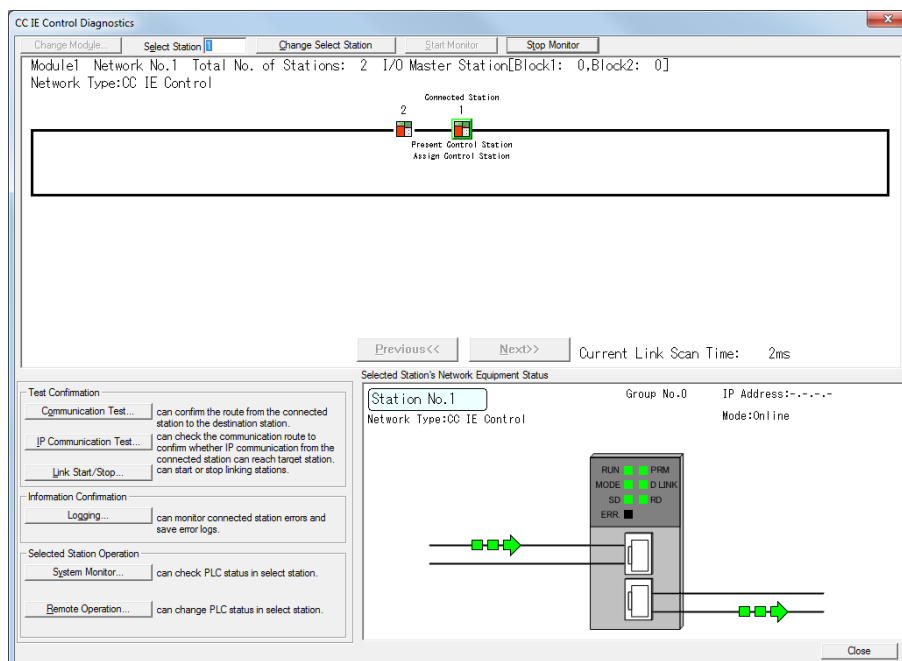 CC IE Control Diagnostics
Change Module... Select Station 1 Change Select Station Start Monitor Stop Monitor
Module1 Network No.1 Total No. of Stations: 2 I/O Master Station[Block1: 0,Block2: 0]
Network Type:CC IE Control
Connected Station
2 1
Present Control Station
Assign Control Station
Previous<< Next>> Current Link Scan Time: 2ms
Test Confirmation
Communication Test... can confirm the route from the connected
station to the destination station.
IP Communication Test... can check the communication route to
confirm whether IP communication from the
connected station can reach target station.
Link Start/Stop... can start or stop linking stations.
Information Confirmation
Logging... can monitor connected station errors and
save error logs.
Selected Station Operation
System Monitor... can check PLC status in select station.
Remote Operation... can change PLC status in select station.
Selected Station's Network Equipment Status
Station No.1 Group No.0 IP Address:-.-.-.-
Network Type:CC IE Control Mode:Online
RUN PRM
MODE D LINK
SD RD
ERR.
Close